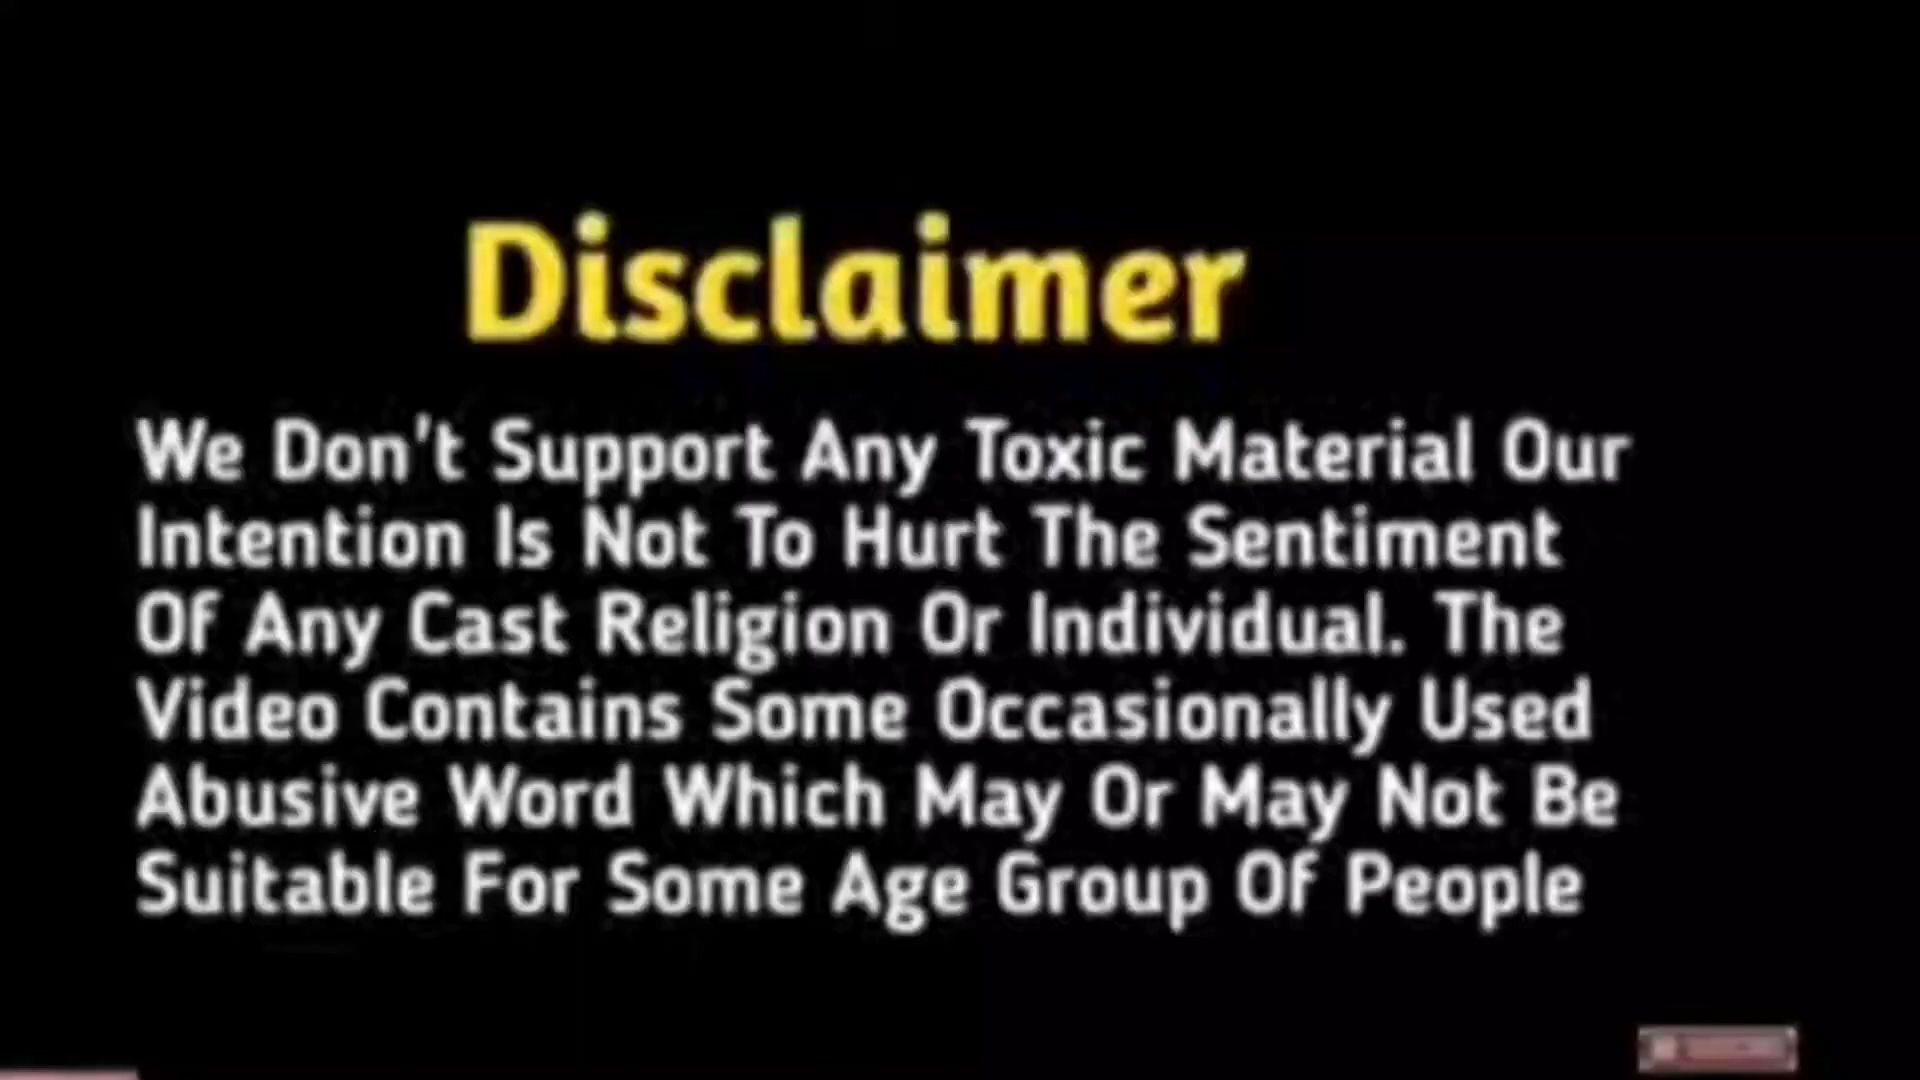 Disclaimer
We Don't Support Any Toxic Material Our
Intention Is Not To Hurt The Sentiment
Of Any Cast Religion Or Individual. The
Video Contains Some Occasionally Used
Abusive Word Which May Or May Not Be
Suitable For Some Age Group Of People